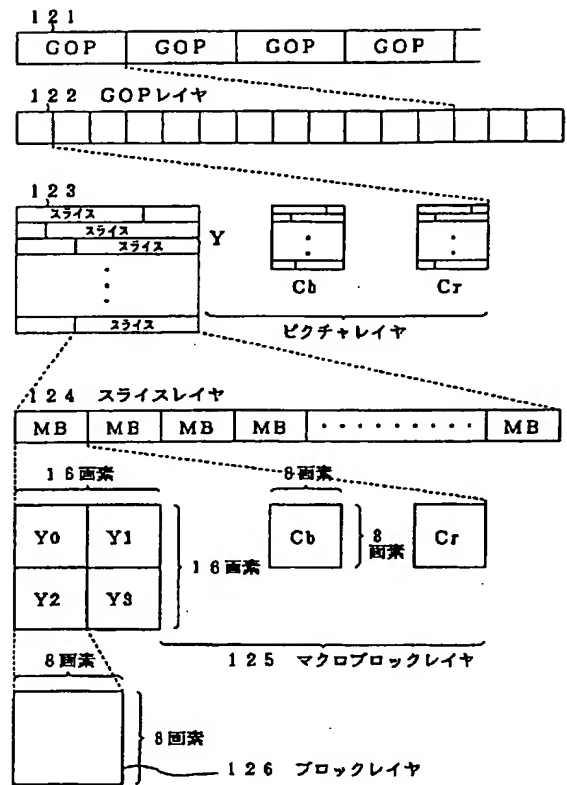 121
GOP GOP GOP GOP
122 GOPレイヤ
123
スライス
スライス
スライス
スライス
Y
Cb
Cr
ピクチャレイヤ
124 スライスレイヤ
MB MB MB MB MB
16画素
8画素
Y0 Y1
Y2 Y3
16画素
Cb
8画素
Cr
125 マクロブロックレイヤ
8画素
8画素
126 ブロックレイヤ